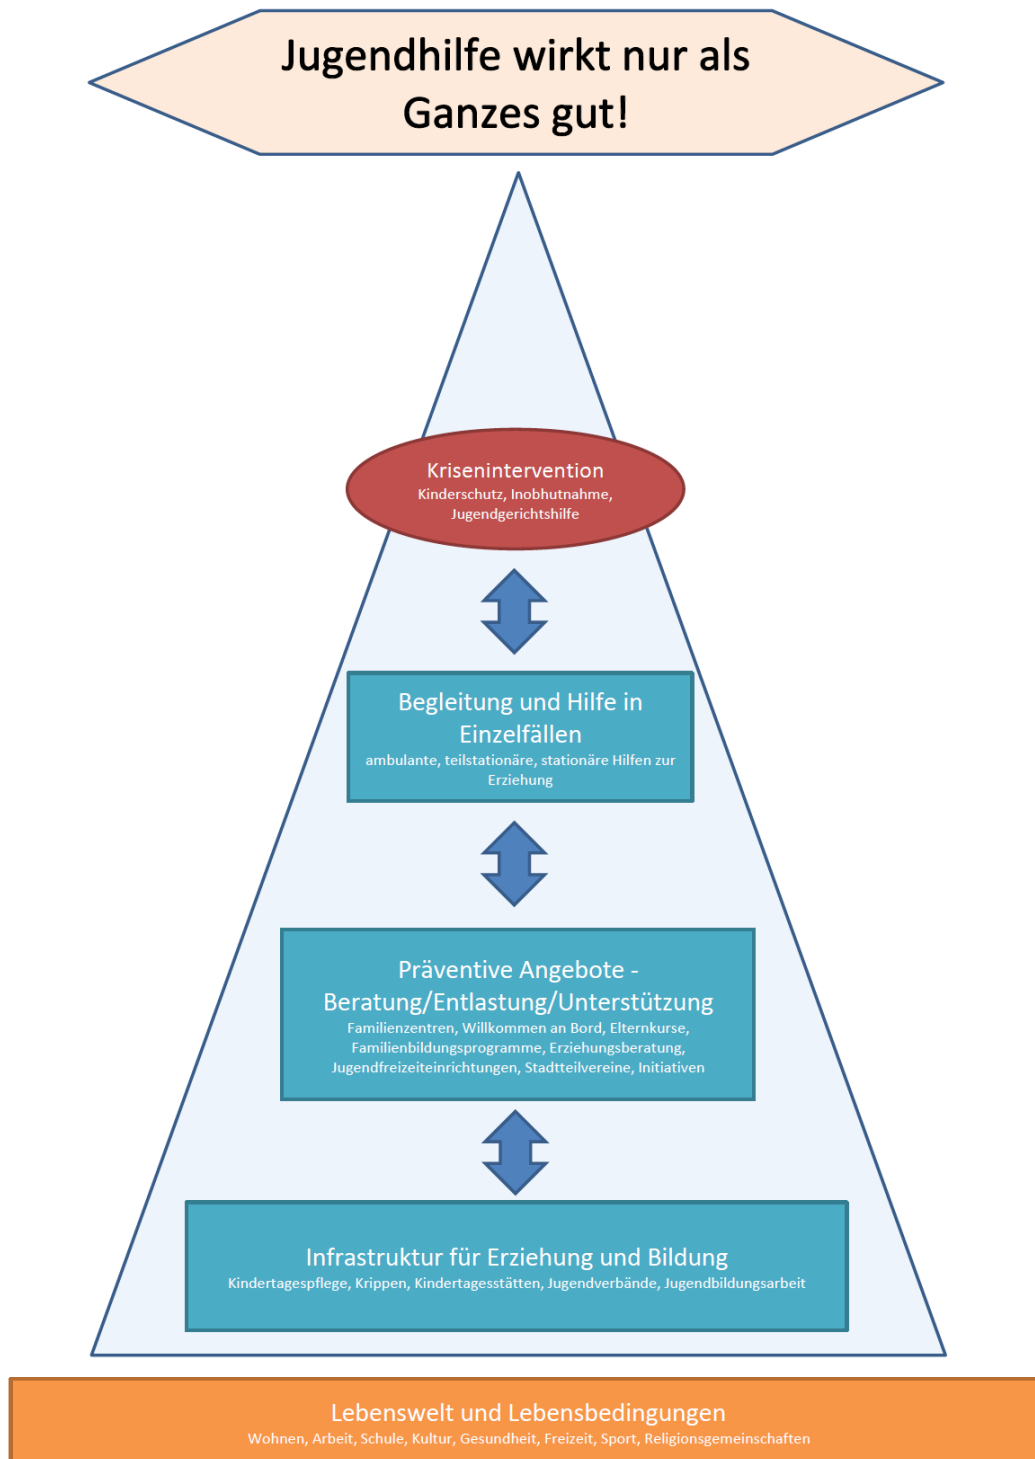 Jugendhilfe wirkt nur als
Ganzes gut!
Krisenintervention
Kinderschutz, Inobhutnahme,
Jugendgerichtshilfe
Begleitung und Hilfe in
Einzelfällen
ambulante, teilstationäre, stationäre Hilfen zur
Erziehung
Präventive Angebote -
Beratung/Entlastung/Unterstützung
Familienzentren, Willkommen an Bord, Elternkurse,
Familienbildungsprogramme, Erziehungsberatung,
Jugendfreizeiteinrichtungen, Stadtteilvereine, Initiativen
Infrastruktur für Erziehung und Bildung
Kindertagespflege, Krippen, Kindertagesstätten, Jugendverbände, Jugendbildungsarbeit
Lebenswelt und Lebensbedingungen
Wohnen, Arbeit, Schule, Kultur, Gesundheit, Freizeit, Sport, Religionsgemeinschaften